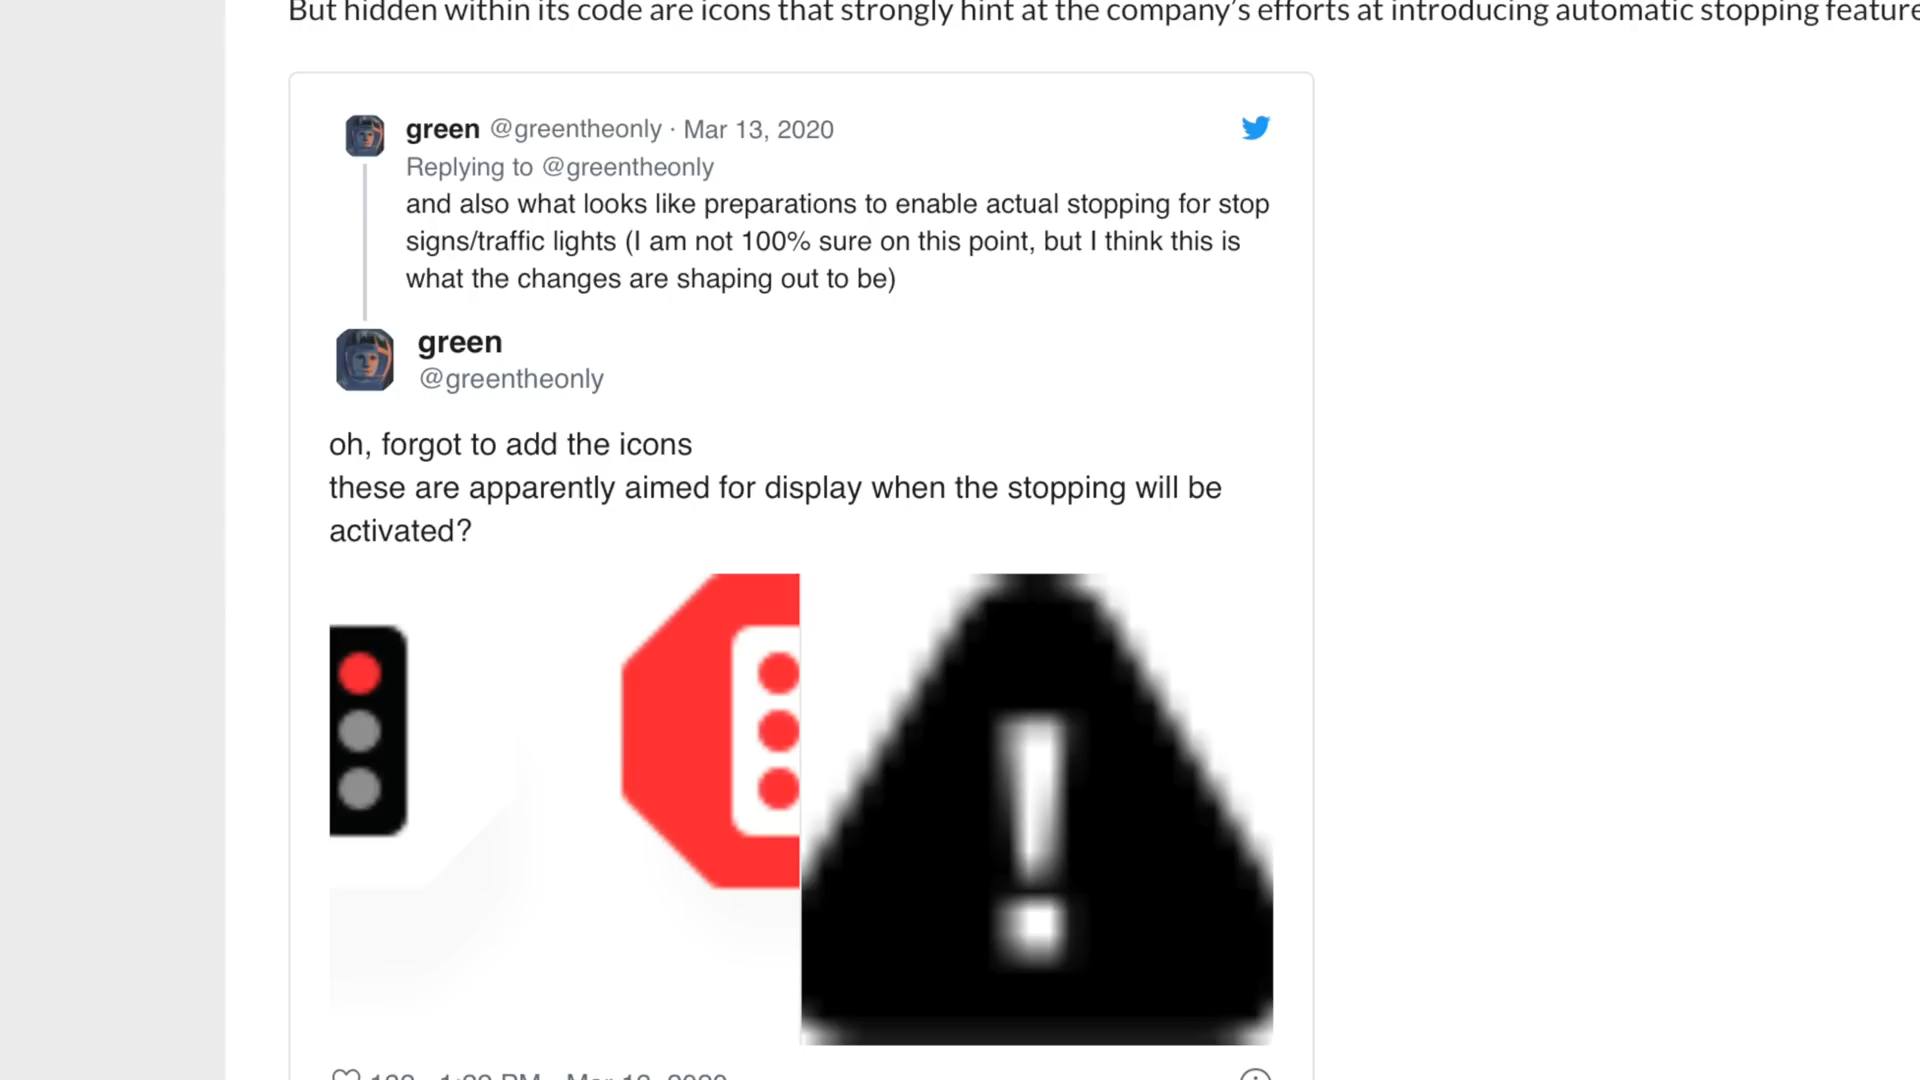 But hidden within its code are icons that strongly hint at the company's efforts at introducing automatic stopping feature
green @greentheonly · Mar 13, 2020
Replying to @greentheonly
and also what looks like preparations to enable actual stopping for stop
signs/traffic lights (I am not 100% sure on this point, but I think this is
what the changes are shaping out to be)
green
@greentheonly
oh, forgot to add the icons
these are apparently aimed for display when the stopping will be
activated?
!
PM · Mar 13, 2020